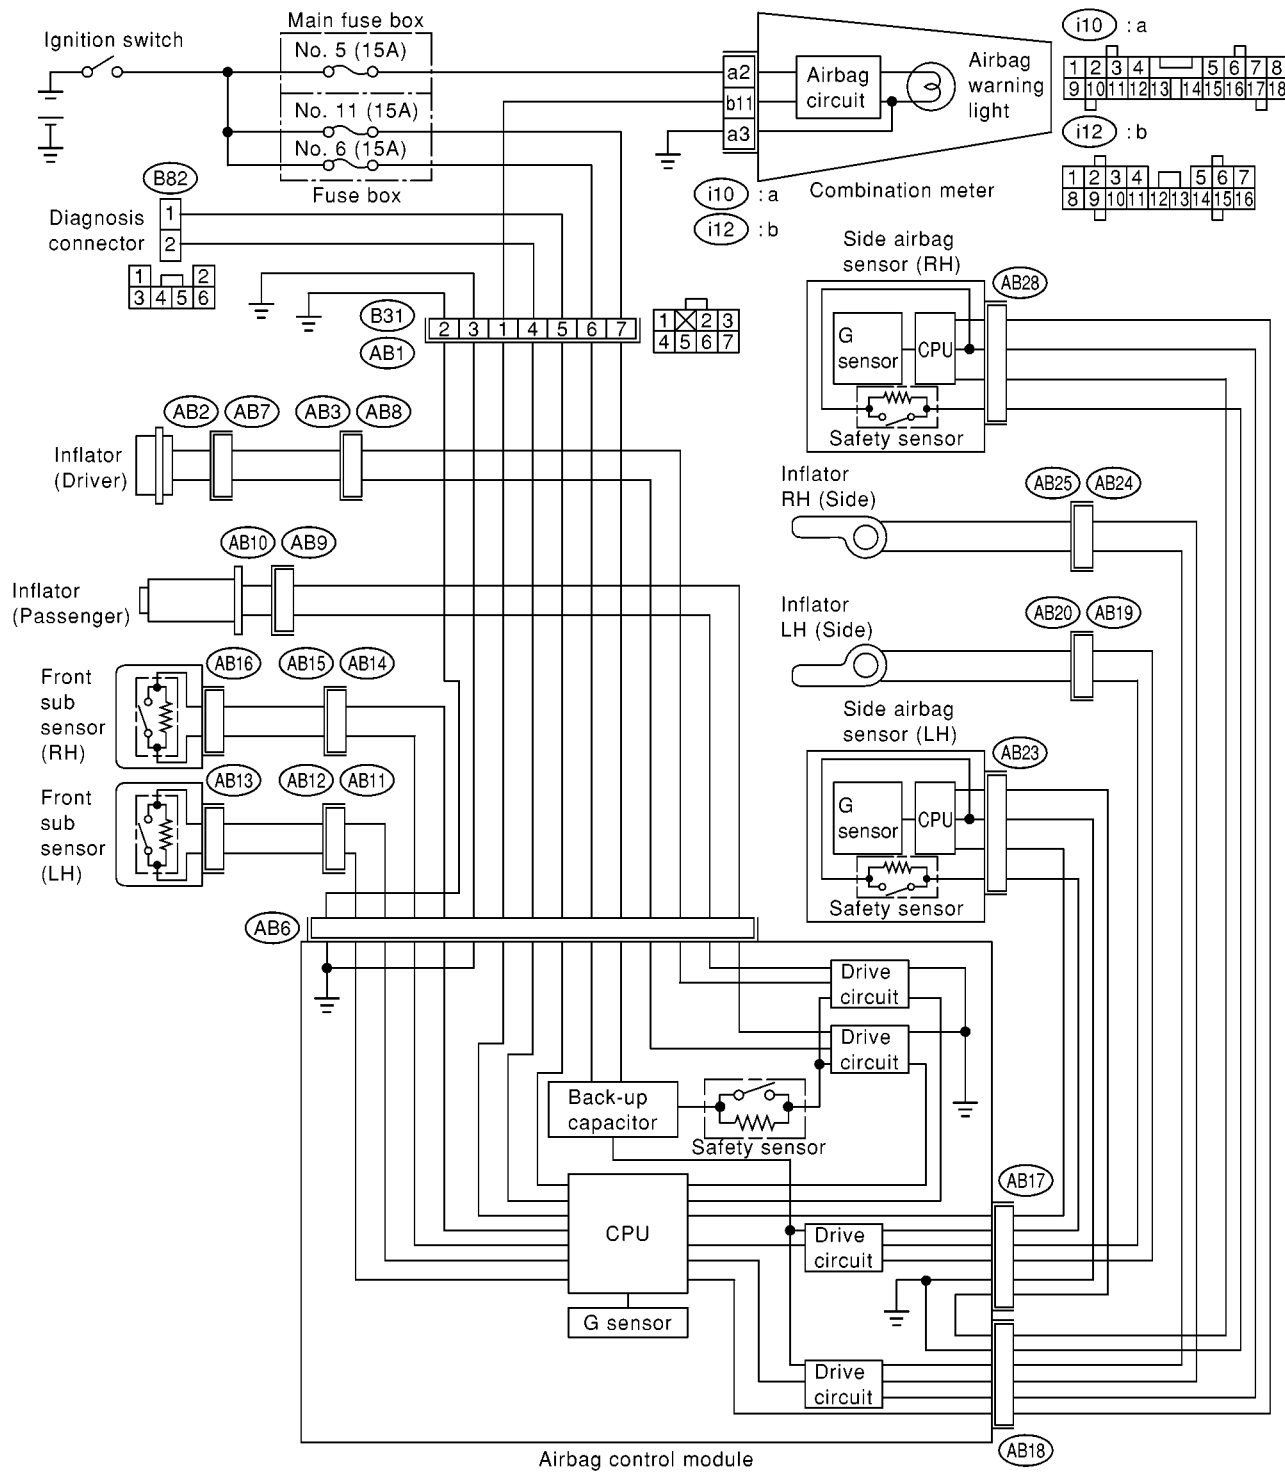 Main fuse box
Ignition switch
No. 5 (15A)
No. 11 (15A)
No. 6 (15A)
Fuse box
a2
b11
a3
Airbag
circuit
Airbag
warning
light
Combination meter
i10 : a
i12 : b
i10 : a
1 2 3 4 5 6 7 8
9 10 11 12 13 14 15 16 17 18
i12 : b
1 2 3 4 5 6 7
8 9 10 11 12 13 14 15 16
B82
Diagnosis
connector
1
2
1 2
3 4 5 6
B31
AB1
2 3 1 4 5 6 7
1 2 3
4 5 6 7
Side airbag
sensor (RH)
AB28
G
sensor
CPU
Safety sensor
AB2 AB7 AB3 AB8
Inflator
(Driver)
Inflator
RH (Side)
AB25 AB24
AB10 AB9
Inflator
(Passenger)
Inflator
LH (Side)
AB20 AB19
Front
sub
sensor
(RH)
AB16 AB15 AB14
Side airbag
sensor (LH)
AB23
G
sensor
CPU
Safety sensor
Front
sub
sensor
(LH)
AB13 AB12 AB11
AB6
Drive
circuit
Drive
circuit
Back-up
capacitor
Safety sensor
AB17
CPU
Drive
circuit
G sensor
Drive
circuit
AB18
Airbag control module